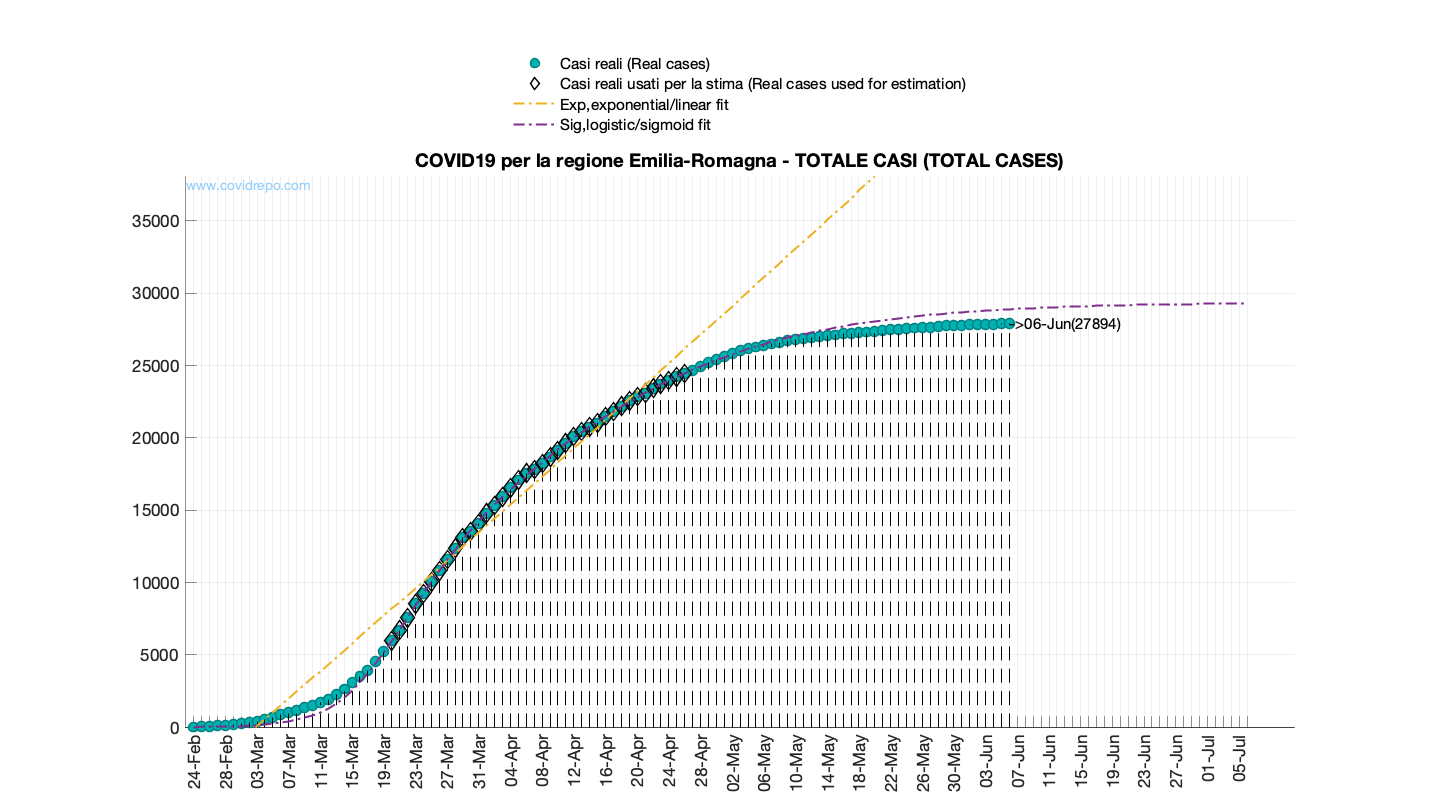 Casi reali (Real cases)
Casi reali usati per la stima (Real cases used for estimation)
Exp,exponential/linear fit
Sig,logistic/sigmoid fit
COVID19 per la regione Emilia-Romagna - TOTALE CASI (TOTAL CASES)
www.covidrepo.com
35000
30000
25000
20000
15000
10000
5000
0
->06-Jun(27894)
24-Feb
28-Feb
03-Mar
07-Mar
11-Mar
15-Mar
19-Mar
23-Mar
27-Mar
31-Mar
04-Apr
08-Apr
12-Apr
16-Apr
20-Apr
24-Apr
28-Apr
02-May
06-May
10-May
14-May
18-May
22-May
26-May
30-May
03-Jun
07-Jun
11-Jun
15-Jun
19-Jun
23-Jun
27-Jun
01-Jul
05-Jul